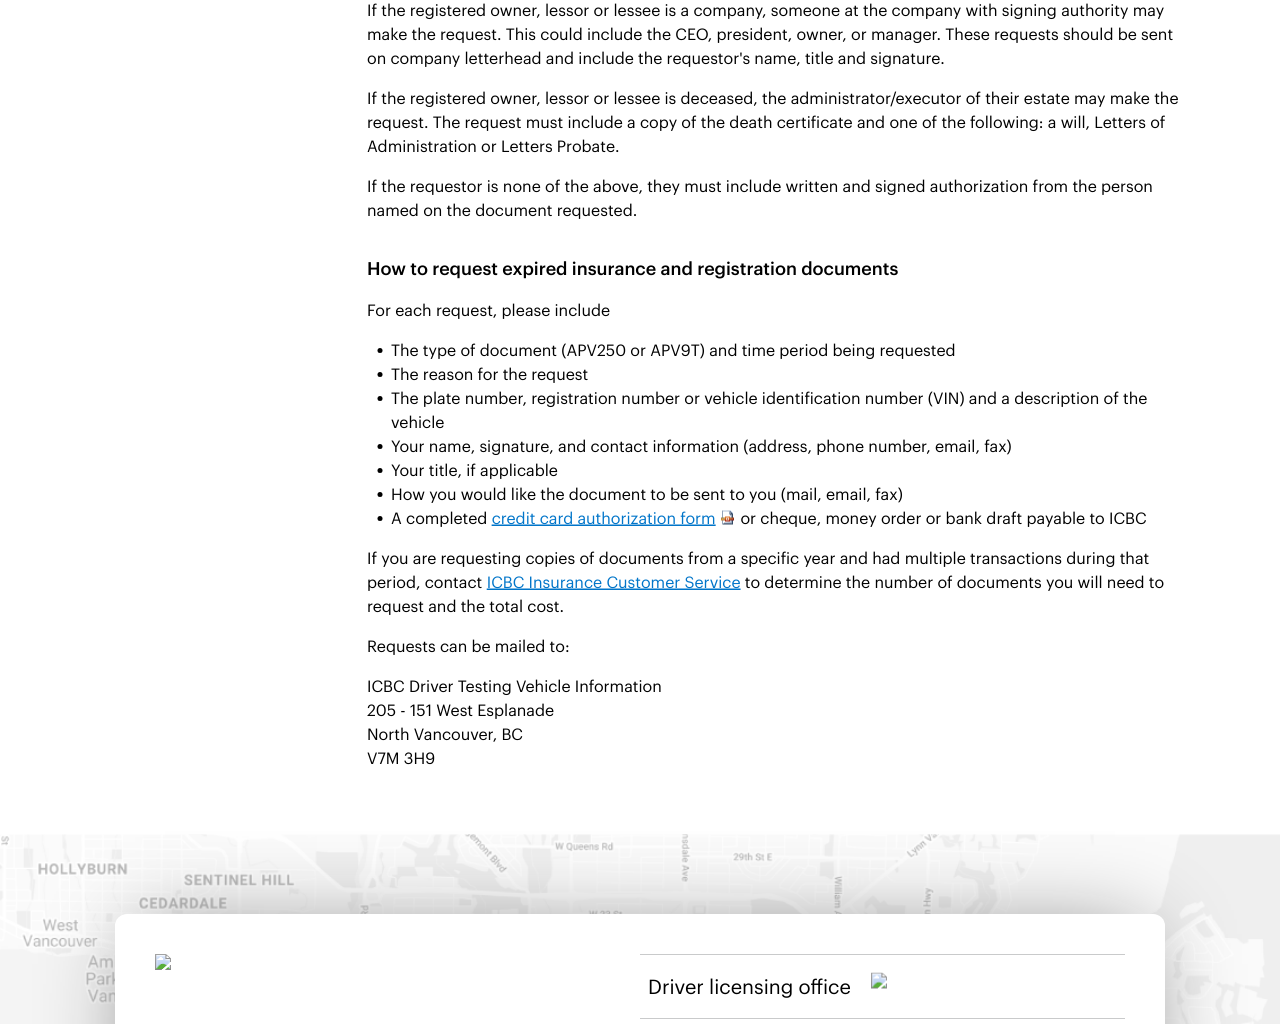 If the registered owner, lessor or lessee is a company, someone at the company with signing authority may
make the request. This could include the CEO, president, owner, or manager. These requests should be sent
on company letterhead and include the requestor's name, title and signature.
If the registered owner, lessor or lessee is deceased, the administrator/executor of their estate may make the
request. The request must include a copy of the death certificate and one of the following: a will, Letters of
Administration or Letters Probate.
If the requestor is none of the above, they must include written and signed authorization from the person
named on the document requested.
How to request expired insurance and registration documents
For each request, please include
• The type of document (APV250 or APV9T) and time period being requested
• The reason for the request
• The plate number, registration number or vehicle identification number (VIN) and a description of the
vehicle
• Your name, signature, and contact information (address, phone number, email, fax)
• Your title, if applicable
• How you would like the document to be sent to you (mail, email, fax)
• A completed credit card authorization form or cheque, money order or bank draft payable to ICBC
If you are requesting copies of documents from a specific year and had multiple transactions during that
period, contact ICBC Insurance Customer Service to determine the number of documents you will need to
request and the total cost.
Requests can be mailed to:
ICBC Driver Testing Vehicle Information
205 - 151 West Esplanade
North Vancouver, BC
V7M 3H9
W Queens Rd
29th St E
HOLLYBURN
SENTINEL HILL
CEDARDALE
West
Vancouver
Driver licensing office